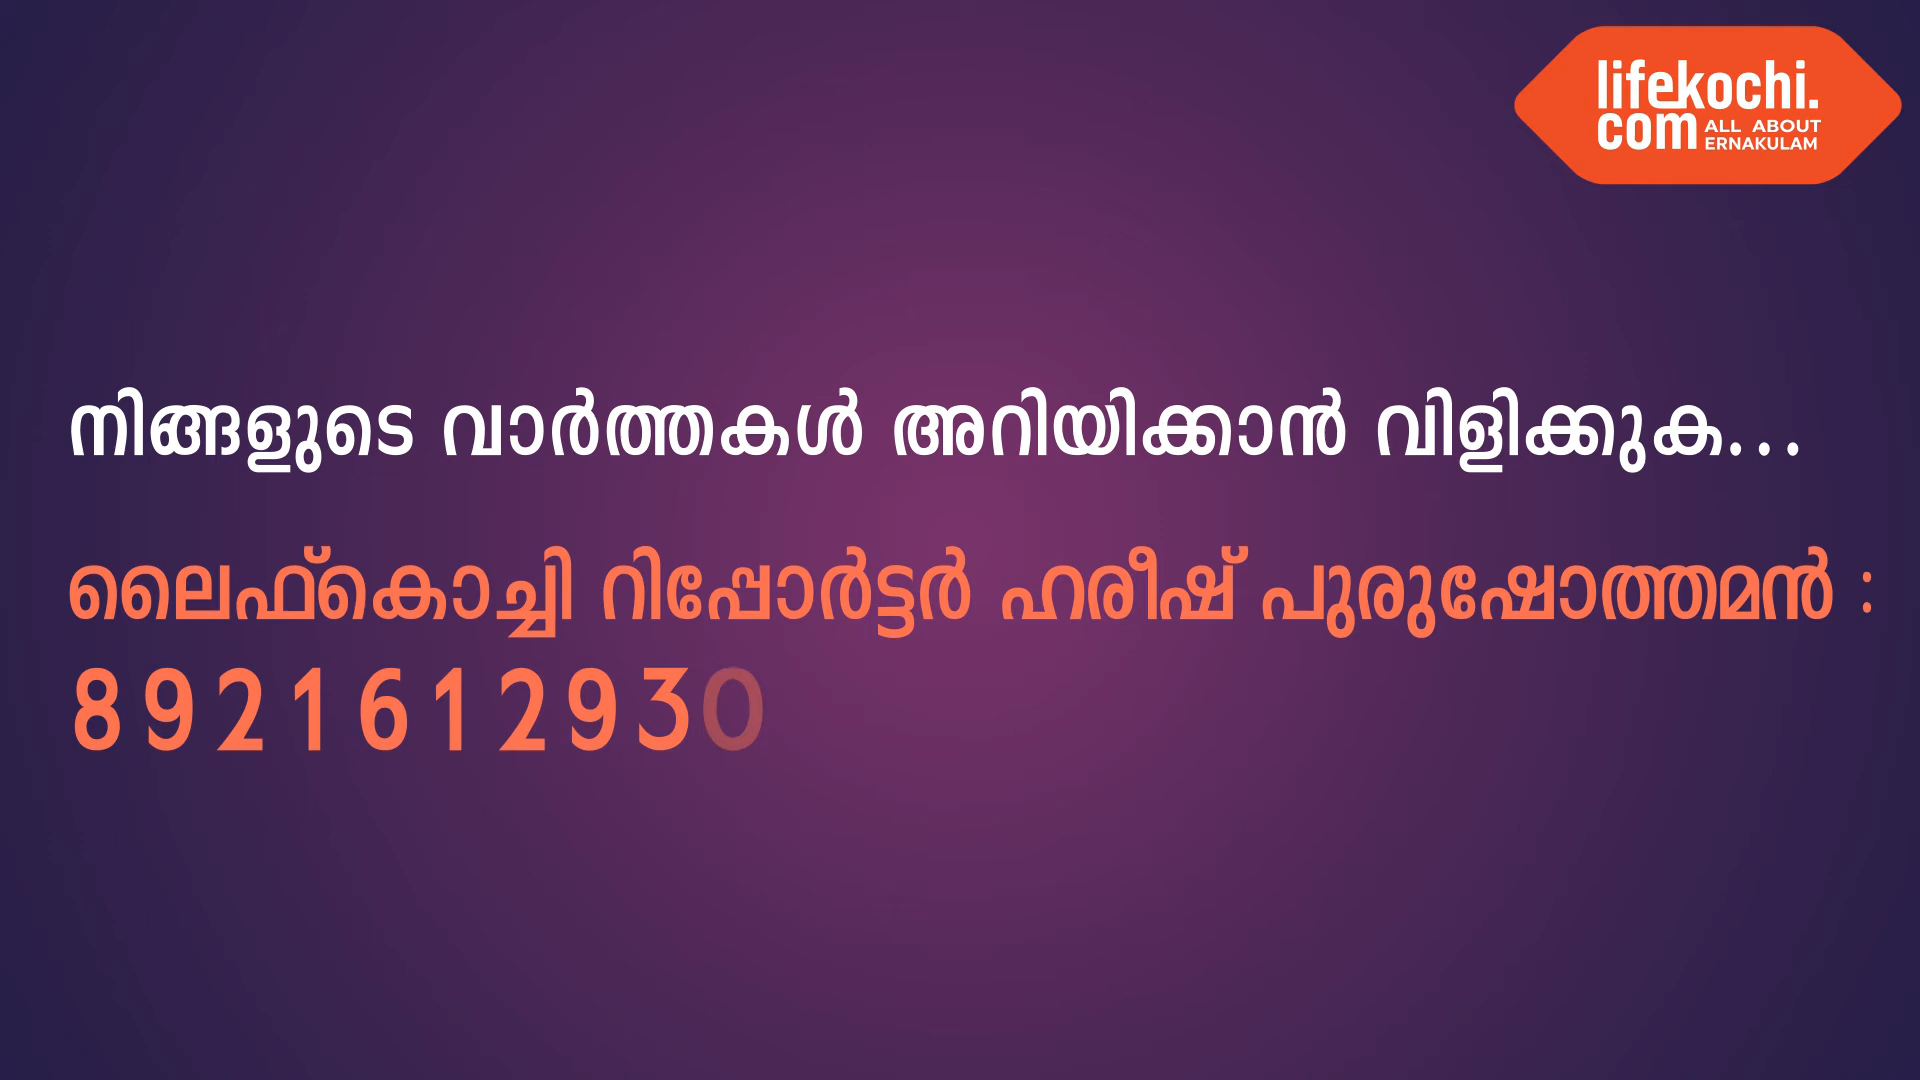 lifekochi.
com ALL ABOUT
ERNAKULAM
നിങ്ങളുടെ വാർത്തകൾ അറിയിക്കാൻ വിളിക്കുക...
ലൈഫ്കൊച്ചി റിപ്പോർട്ടർ ഹരീഷ് പുരുഷോത്തമൻ :
8921612930